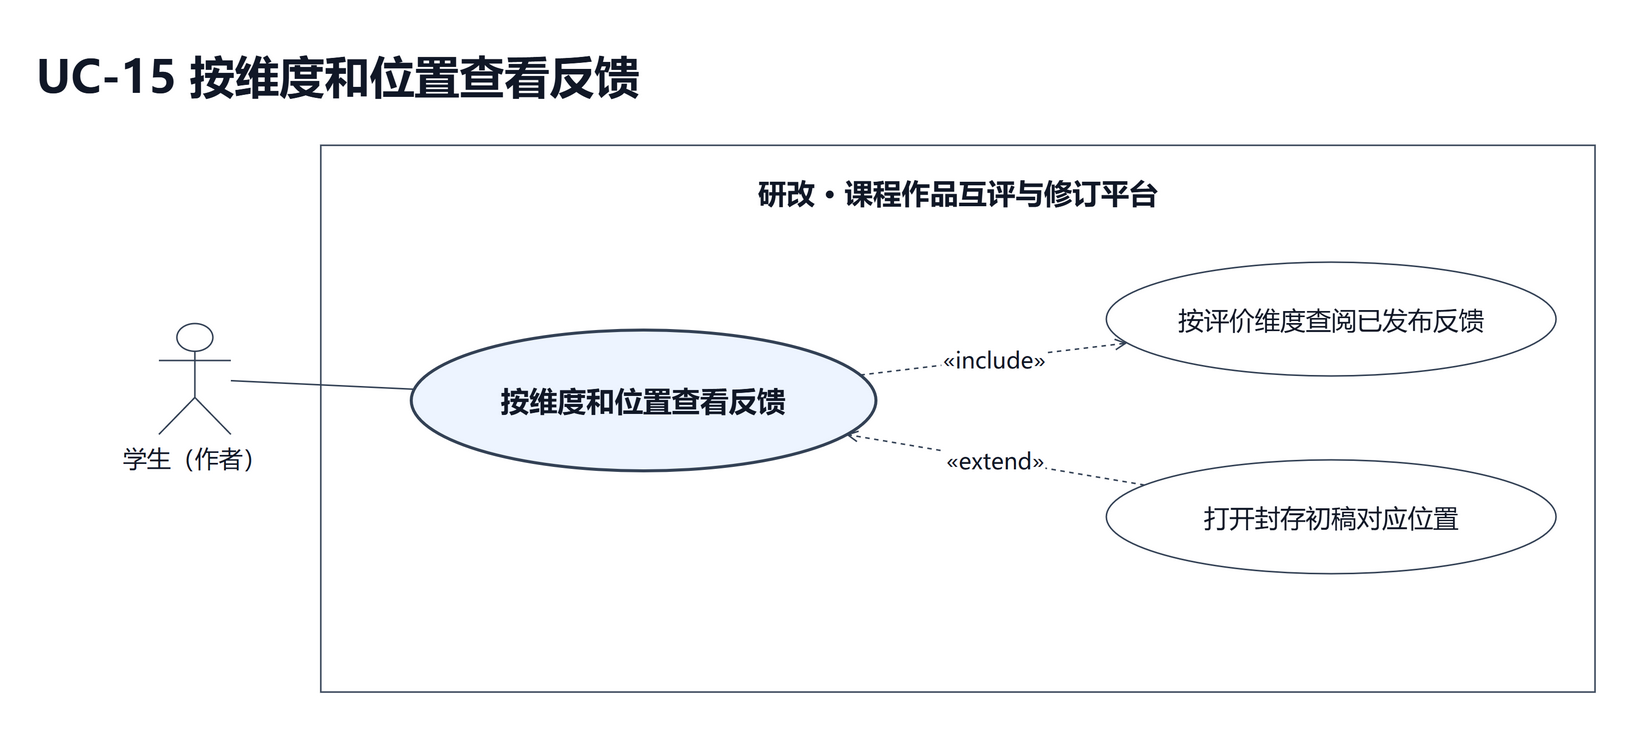 UC-15 按维度和位置查看反馈
研改·课程作品互评与修订平台
按评价维度查阅已发布反馈
«include»
按维度和位置查看反馈
学生（作者）
«extend»
打开封存初稿对应位置